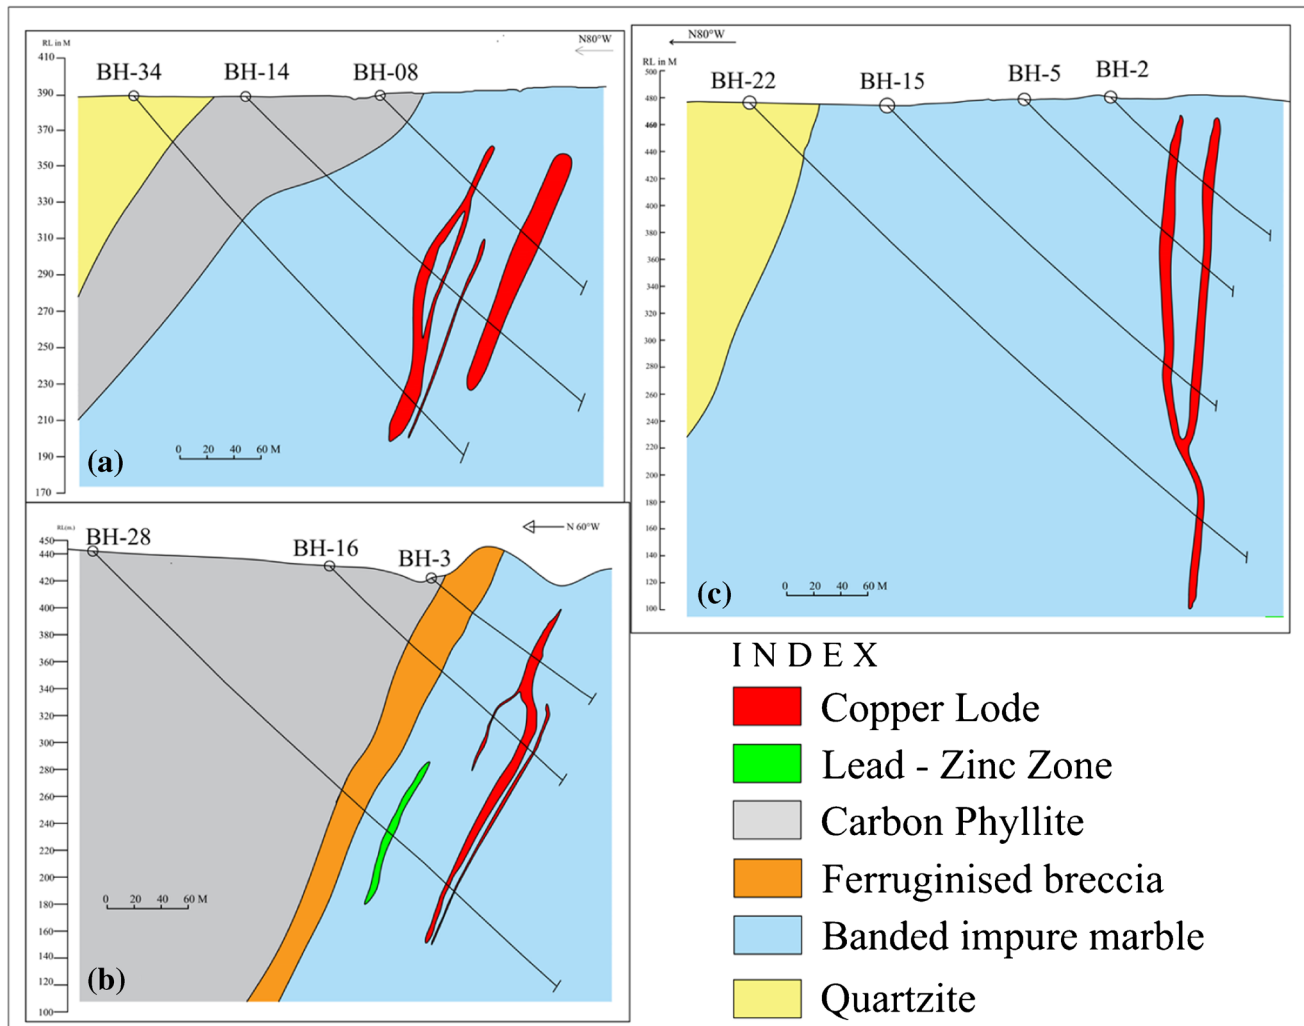 RL in M
N80°W
BH-34
BH-14
BH-08
410
390
370
350
330
310
290
270
250
230
210
190
170
0 20 40 60 M
(a)
RL(m.)
N 60°W
BH-28
BH-16
BH-3
450
440
420
400
380
360
340
320
300
280
260
240
220
200
180
160
140
120
100
0 20 40 60 M
(b)
N80°W
RL in M
BH-22
BH-15
BH-5
BH-2
500
480
460
440
420
400
380
360
340
320
300
280
260
240
220
200
180
160
140
120
100
0 20 40 60 M
(c)
I N D E X
Copper Lode
Lead - Zinc Zone
Carbon Phyllite
Ferruginised breccia
Banded impure marble
Quartzite